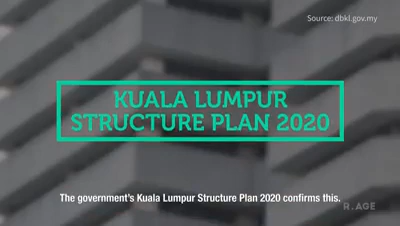 Source: dbkl.gov.my
KUALA LUMPUR
STRUCTURE PLAN 2020
The government's Kuala Lumpur Structure Plan 2020 confirms this.
R.AGE